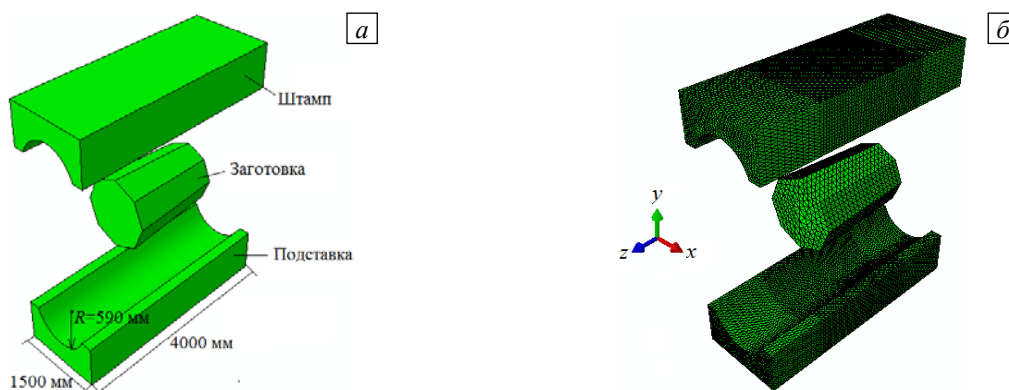 а
б
Штамп
Заготовка
y
z
x
Подставка
R=590 мм
4000 мм
1500 мм